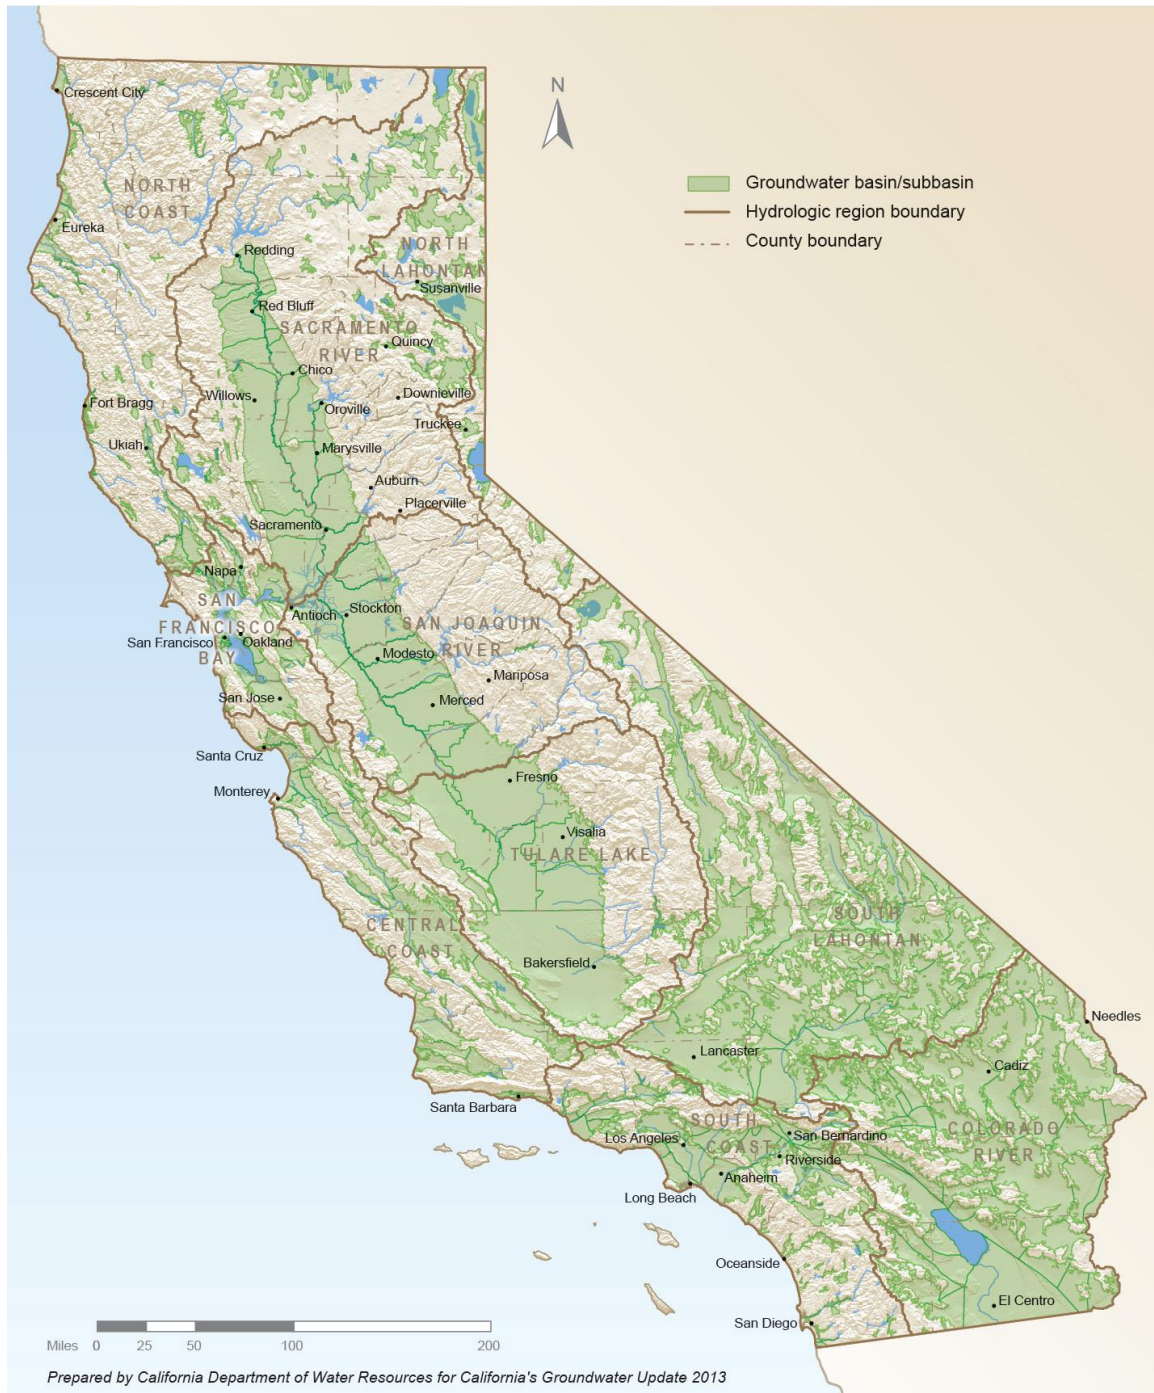 N
Groundwater basin/subbasin
Hydrologic region boundary
County boundary
Crescent City
NORTH
COAST
Eureka
Redding
NORTH
LAHONTAN
Susanville
Red Bluff
SACRAMENTO
RIVER
Quincy
Chico
Willows
Oroville
Downieville
Fort Bragg
Truckee
Ukiah
Marysville
Auburn
Placerville
Sacramento
Napa
SAN
FRANCISCO
BAY
Antioch
Stockton
SAN JOAQUIN
RIVER
San Francisco
Oakland
Modesto
Mariposa
San Jose
Merced
Santa Cruz
Monterey
Fresno
Visalia
TULARE LAKE
CENTRAL
COAST
SOUTH
LAHONTAN
Bakersfield
Needles
Lancaster
Cadiz
Santa Barbara
SOUTH
COAST
Los Angeles
San Bernardino
COLORADO
RIVER
Riverside
Anaheim
Long Beach
Oceanside
El Centro
San Diego
Miles 0 25 50 100 200
Prepared by California Department of Water Resources for California's Groundwater Update 2013